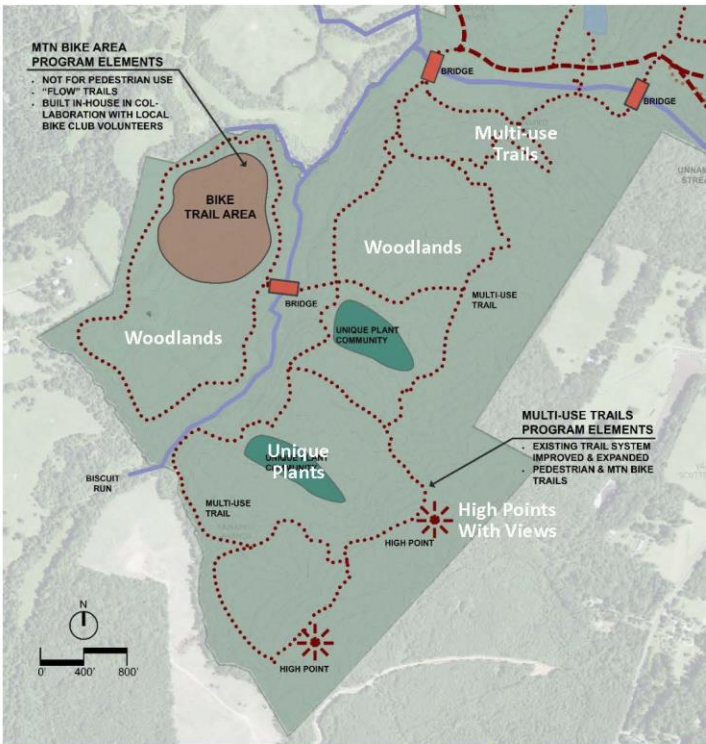 MTN BIKE AREA
PROGRAM ELEMENTS
• NOT FOR PEDESTRIAN USE
• "FLOW" TRAILS
• BUILT IN-HOUSE IN COL-
LABORATION WITH LOCAL
BIKE CLUB VOLUNTEERS
BRIDGE
BRIDGE
Multi-use
Trails
BIKE
TRAIL AREA
Woodlands
BRIDGE
MULTI-USE
TRAIL
Woodlands
UNIQUE PLANT
COMMUNITY
MULTI-USE TRAILS
PROGRAM ELEMENTS
• EXISTING TRAIL SYSTEM
IMPROVED & EXPANDED
• PEDESTRIAN & MTN BIKE
TRAILS
Unique
Plants
UNIQUE PLANT
COMMUNITY
BISCUIT
RUN
MULTI-USE
TRAIL
High Points
With Views
HIGH POINT
N
0' 400' 800'
HIGH POINT